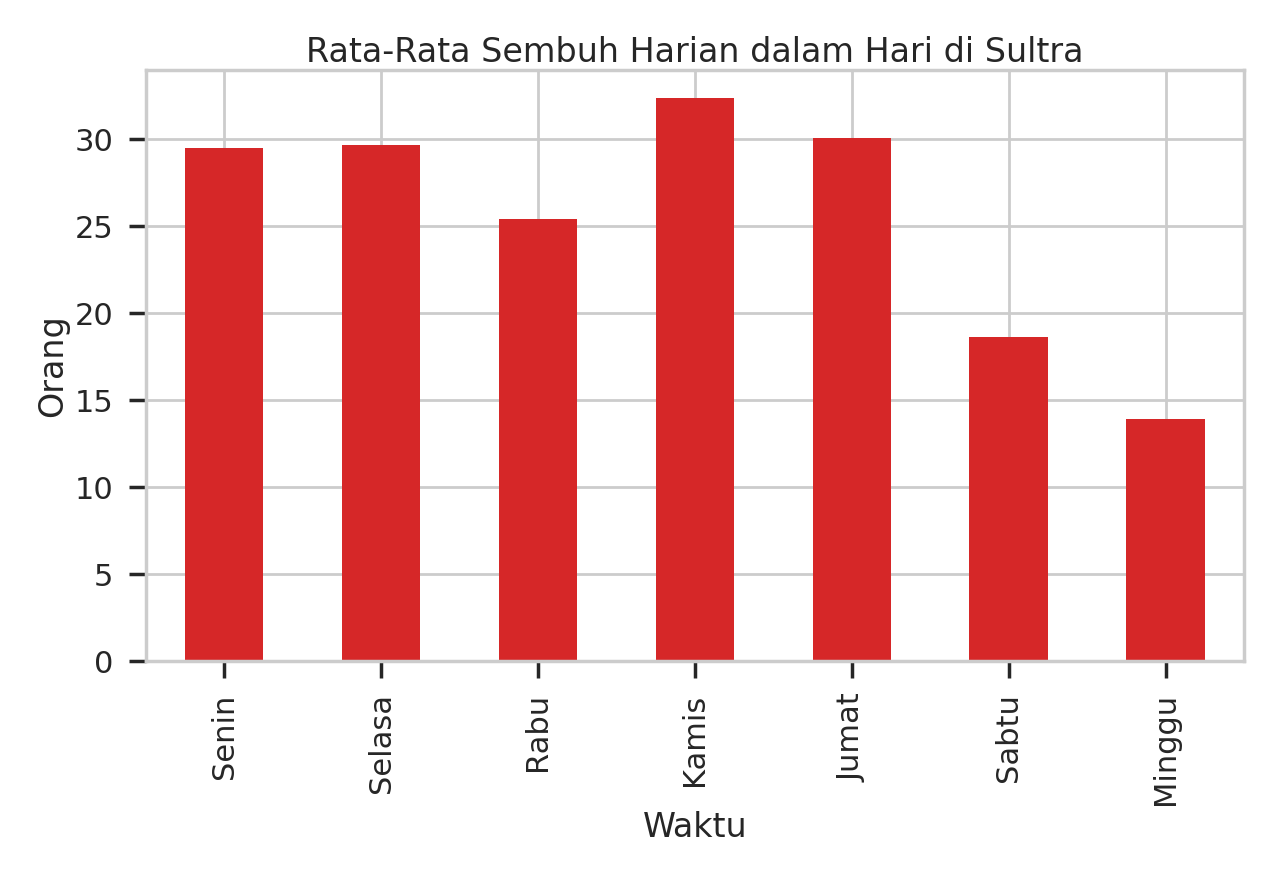 Rata-Rata Sembuh Harian dalam Hari di Sultra
Orang
30
25
20
15
10
5
0
Senin
Selasa
Rabu
Kamis
Jumat
Sabtu
Minggu
Waktu